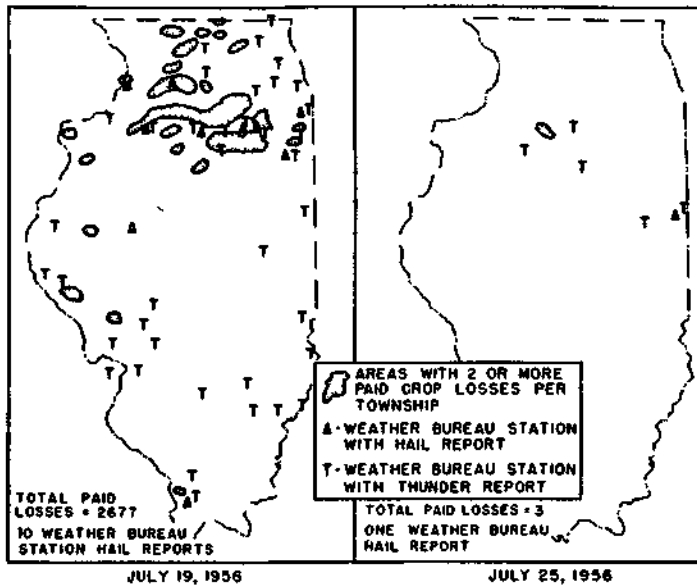 AREAS WITH 2 OR MORE
PAID CROP LOSSES PER
TOWNSHIP
▲-WEATHER BUREAU STATION
WITH HAIL REPORT
T-WEATHER BUREAU STATION
WITH THUNDER REPORT
TOTAL PAID
LOSSES = 2677
10 WEATHER BUREAU
STATION HAIL REPORTS
JULY 19, 1956
TOTAL PAID LOSSES = 3
ONE WEATHER BUREAU
HAIL REPORT
JULY 25, 1956